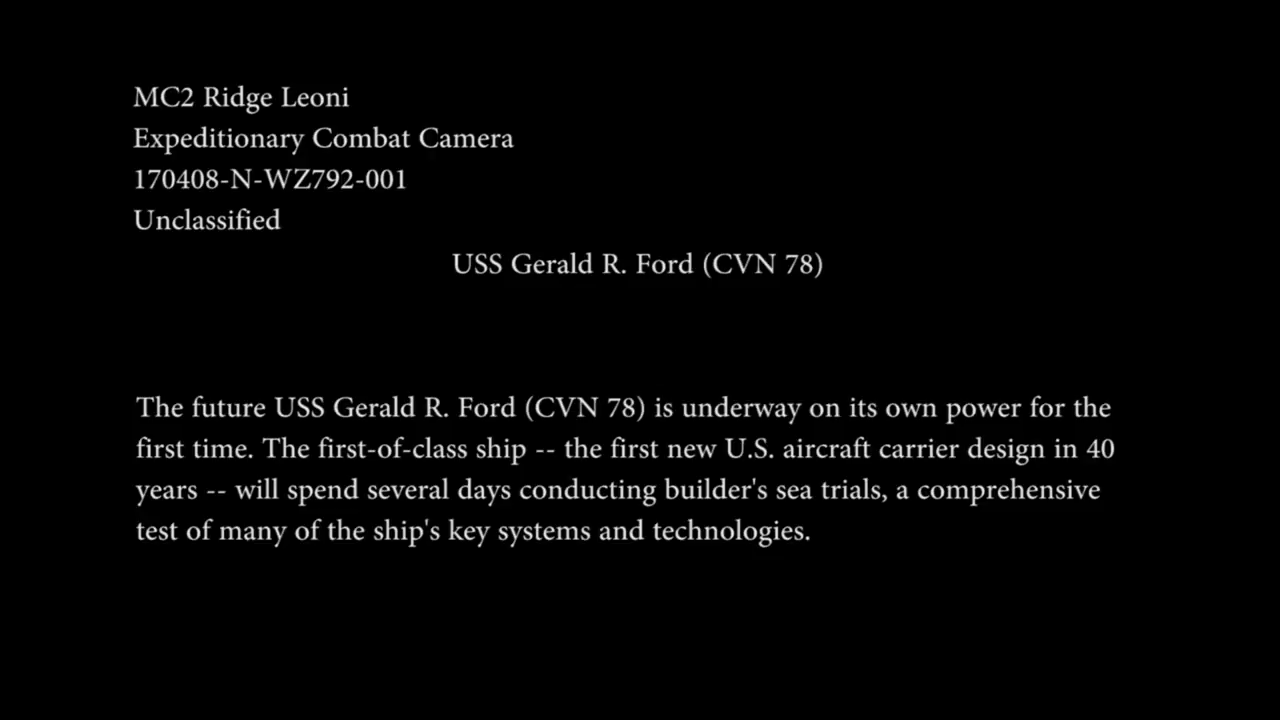 MC2 Ridge Leoni
Expeditionary Combat Camera
170408-N-WZ792-001
Unclassified
USS Gerald R. Ford (CVN 78)
The future USS Gerald R. Ford (CVN 78) is underway on its own power for the
first time. The first-of-class ship -- the first new U.S. aircraft carrier design in 40
years -- will spend several days conducting builder's sea trials, a comprehensive
test of many of the ship's key systems and technologies.